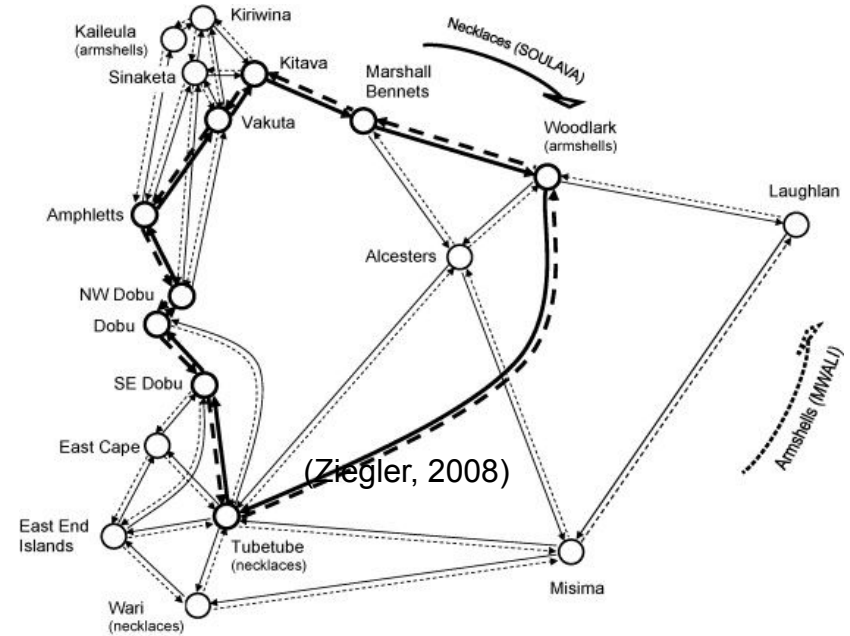 Kiriwina
Kaileula
(armshells)
Sinaketa
Kitava
Vakuta
Marshall
Bennets
Necklaces (SOULAVA)
Woodlark
(armshells)
Laughlan
Amphletts
Alcesters
NW Dobu
Dobu
SE Dobu
Armshells (MWALI)
East Cape
(Ziegler, 2008)
East End
Islands
Tubetube
(necklaces)
Misima
Wari
(necklaces)